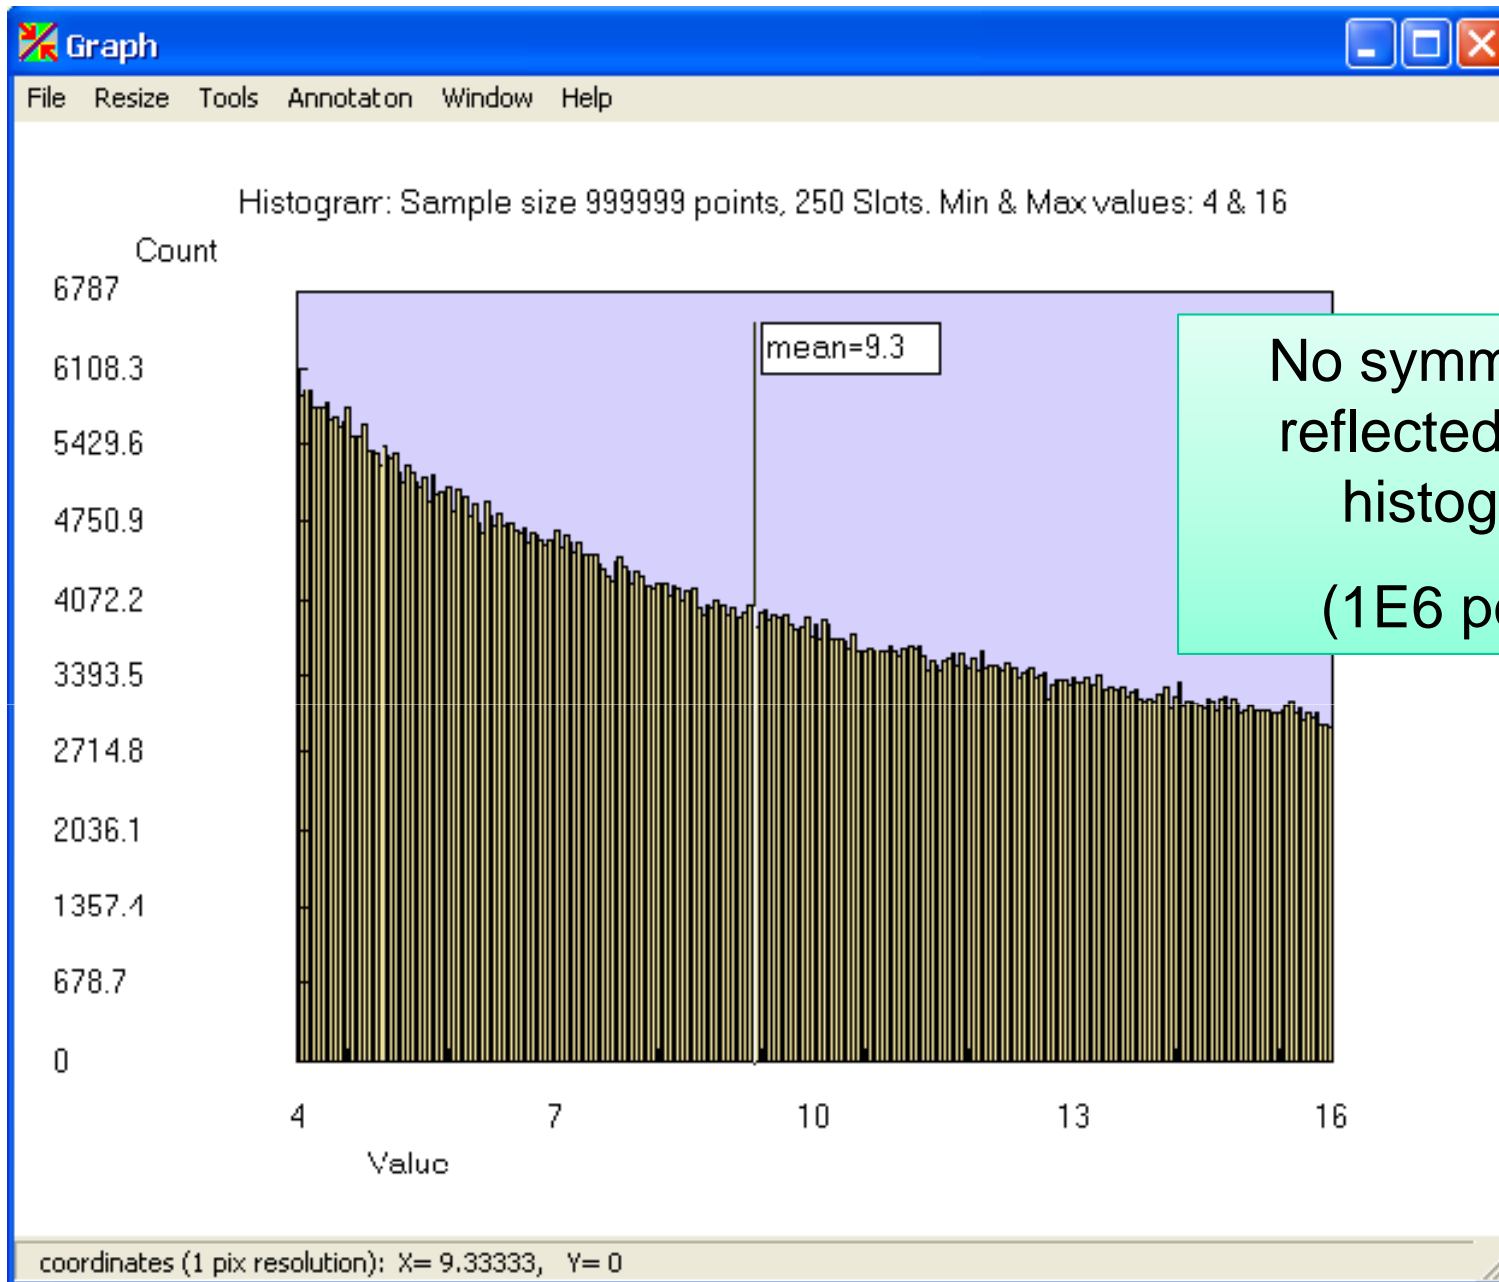 Graph
File Resize Tools Annotaton Window Help
Histogram: Sample size 999999 points, 250 Slots. Min & Max values: 4 & 16
Count
6787
6108.3
5429.6
4750.9
4072.2
3393.5
2714.8
2036.1
1357.4
678.7
0
mean=9.3
No symm
reflected
histog
(1E6 po
4 7 10 13 16
Value
coordinates (1 pix resolution): X= 9.33333, Y= 0